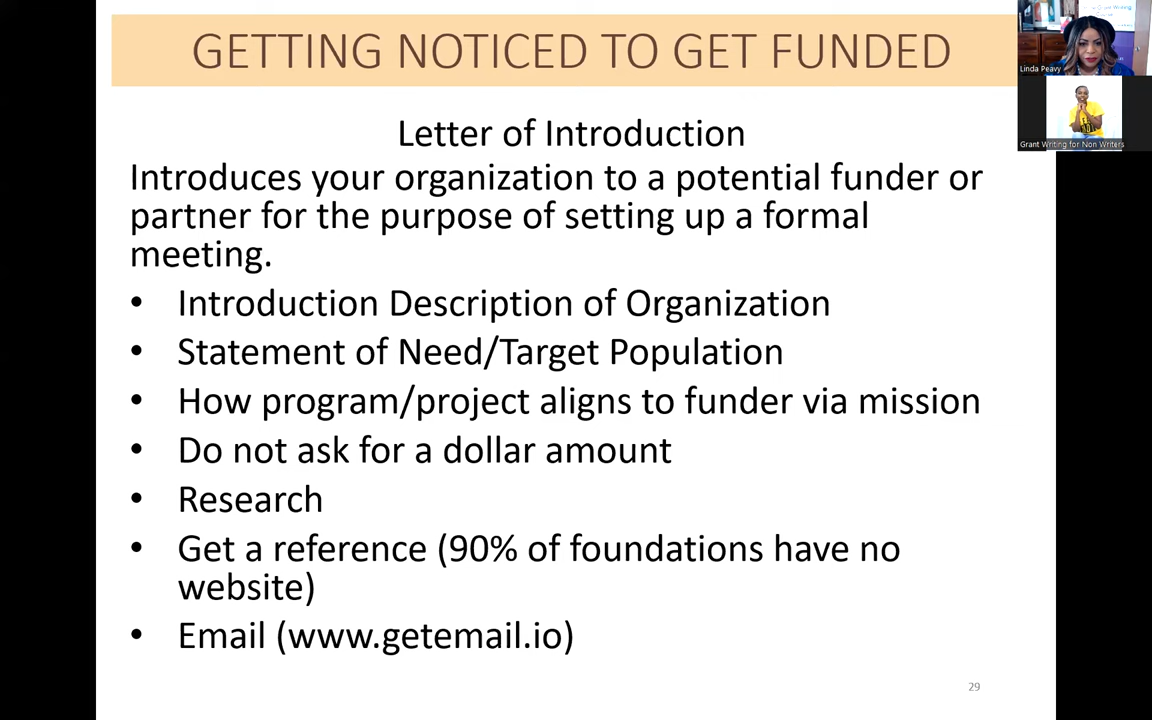 GETTING NOTICED TO GET FUNDED
Letter of Introduction
Introduces your organization to a potential funder or
partner for the purpose of setting up a formal
meeting.
• Introduction Description of Organization
• Statement of Need/Target Population
• How program/project aligns to funder via mission
• Do not ask for a dollar amount
• Research
• Get a reference (90% of foundations have no
website)
• Email (www.getemail.io)
29
Linda Peavy
Grant Writing for Non Writers